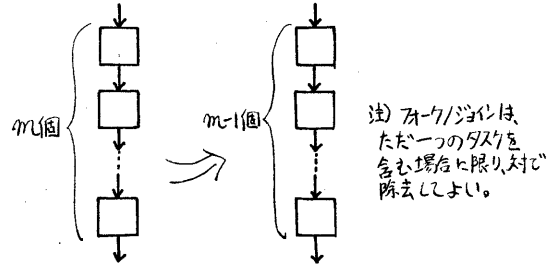 m個
m-1個
注) フォーク/ジョインは、
ただ一つのタスクを
含む場合に限り、対で
除去してよい。